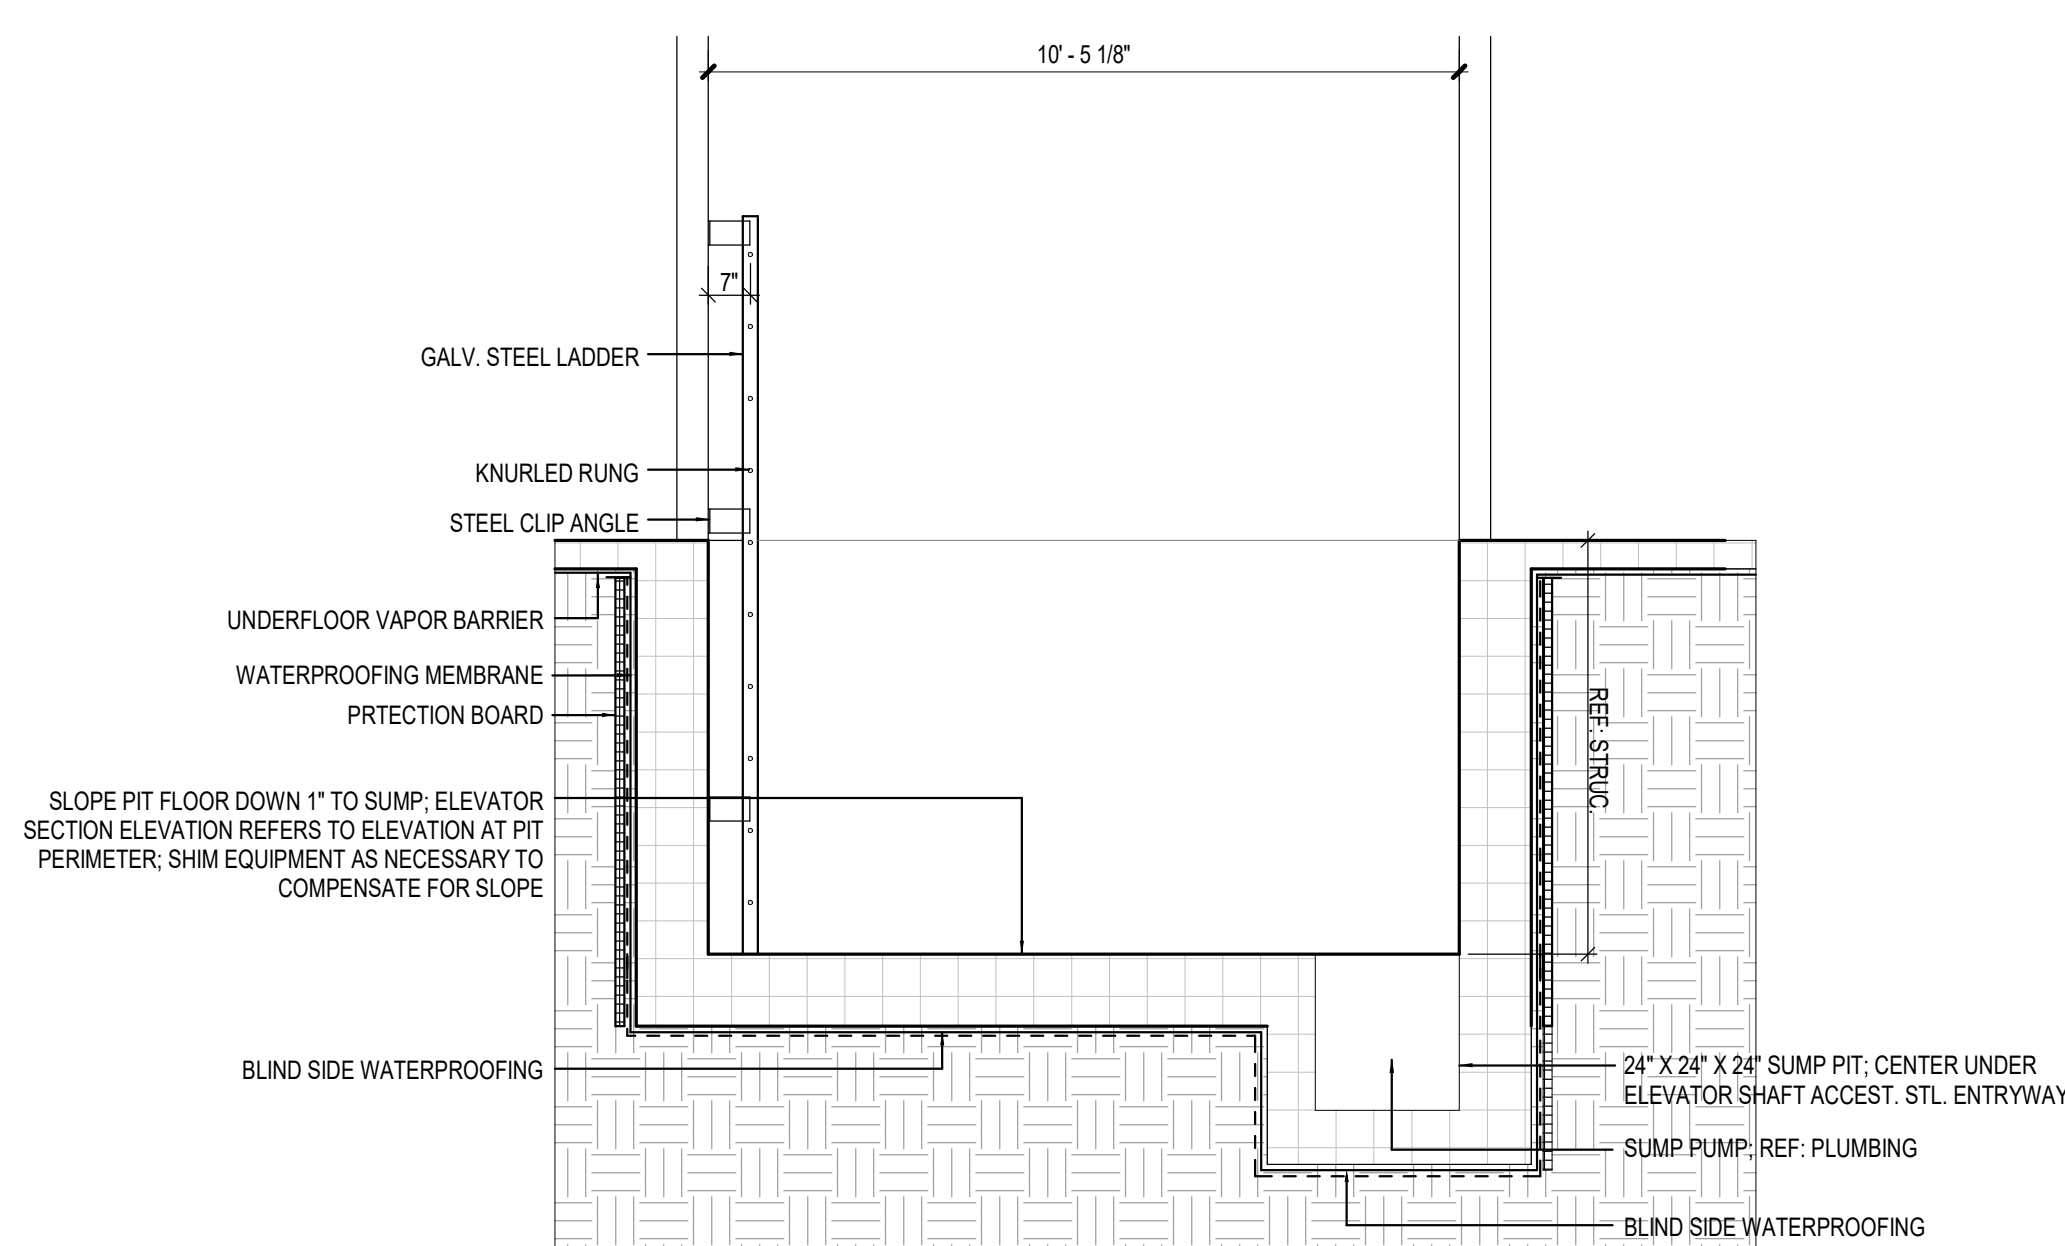 10' - 5 1/8"
7"
GALV. STEEL LADDER
KNURLED RUNG
STEEL CLIP ANGLE
UNDERFLOOR VAPOR BARRIER
WATERPROOFING MEMBRANE
PRTECTION BOARD
REF: STRUC.
SLOPE PIT FLOOR DOWN 1" TO SUMP; ELEVATOR
SECTION ELEVATION REFERS TO ELEVATION AT PIT
PERIMETER; SHIM EQUIPMENT AS NECESSARY TO
COMPENSATE FOR SLOPE
BLIND SIDE WATERPROOFING
24" X 24" X 24" SUMP PIT; CENTER UNDER
ELEVATOR SHAFT ACCEST. STL. ENTRYWAY
SUMP PUMP; REF: PLUMBING
BLIND SIDE WATERPROOFING